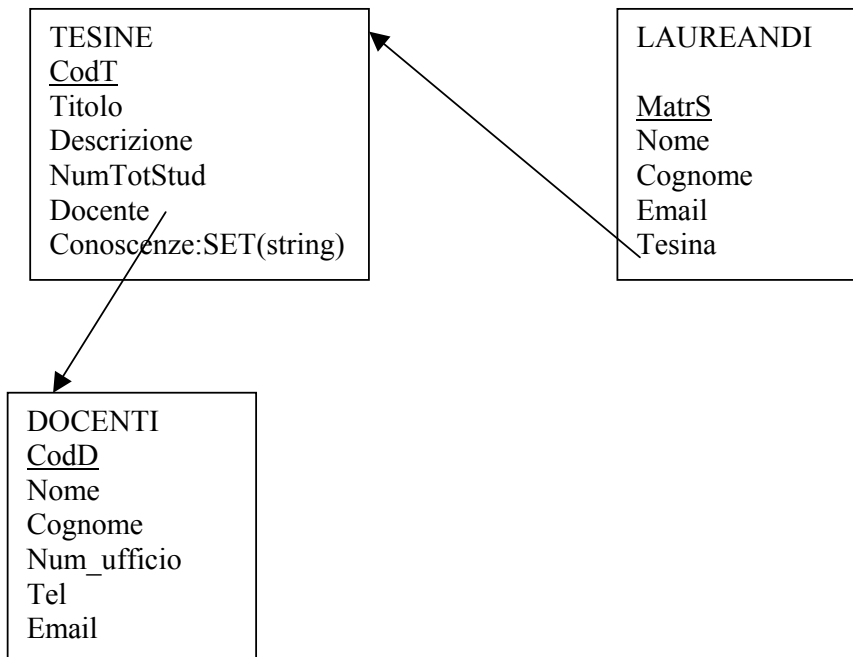 TESINE
CodT
Titolo
Descrizione
NumTotStud
Docente
Conoscenze:SET(string)
LAUREANDI
MatrS
Nome
Cognome
Email
Tesina
DOCENTI
CodD
Nome
Cognome
Num_ufficio
Tel
Email